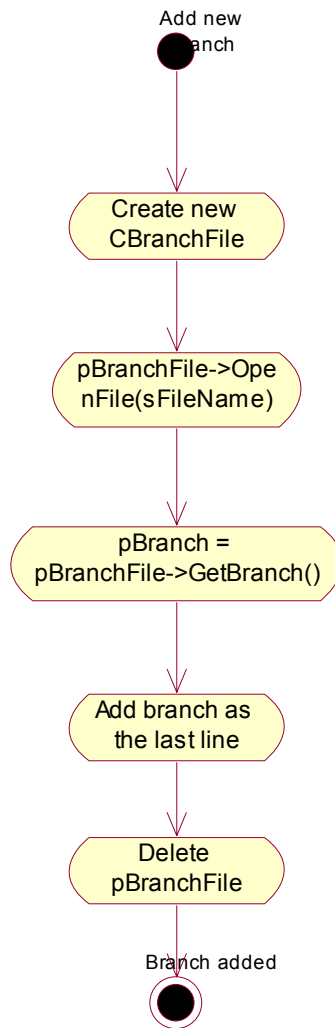 Add new
Branch
Create new
CBranchFile
pBranchFile->Ope
nFile(sFileName)
pBranch =
pBranchFile->GetBranch()
Add branch as
the last line
Delete
pBranchFile
Branch added